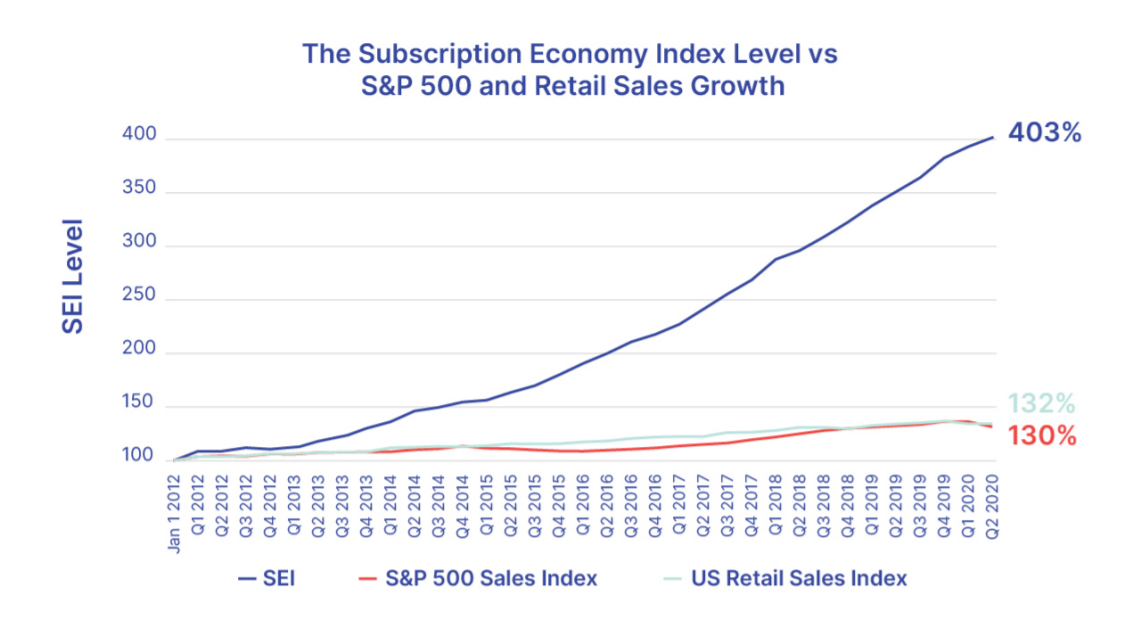 The Subscription Economy Index Level vs
S&P 500 and Retail Sales Growth
SEI Level
400
350
300
250
200
150
100
403%
132%
130%
Jan 1 2012
Q1 2012
Q2 2012
Q3 2012
Q4 2012
Q1 2013
Q2 2013
Q3 2013
Q4 2013
Q1 2014
Q2 2014
Q3 2014
Q4 2014
Q1 2015
Q2 2015
Q3 2015
Q4 2015
Q1 2016
Q2 2016
Q3 2016
Q4 2016
Q1 2017
Q2 2017
Q3 2017
Q4 2017
Q1 2018
Q2 2018
Q3 2018
Q4 2018
Q1 2019
Q2 2019
Q3 2019
Q4 2019
Q1 2020
Q2 2020
SEI
S&P 500 Sales Index
US Retail Sales Index